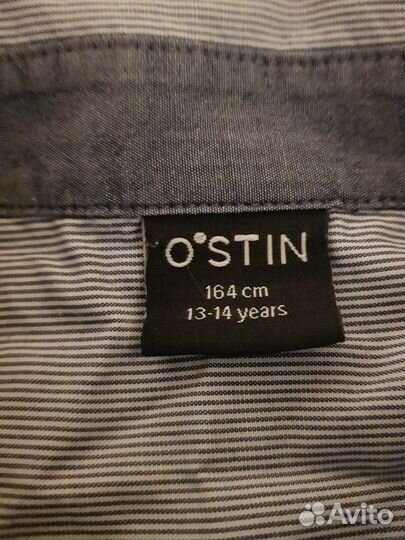 O'STIN
164 cm
13-14 years
Avito